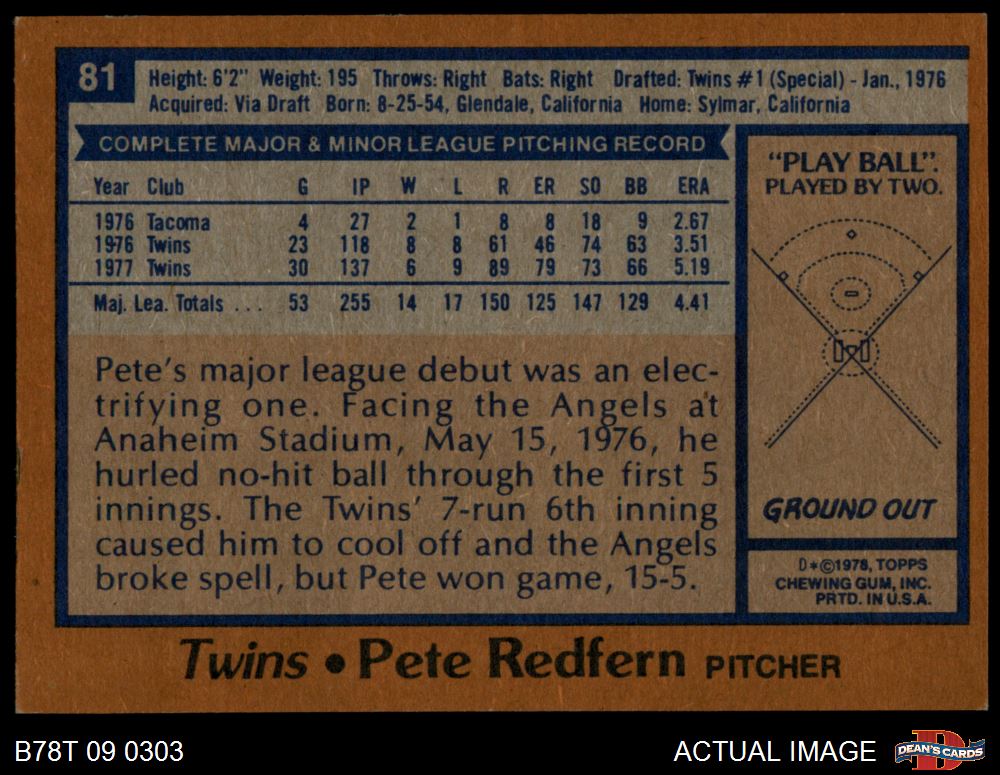 81
Height: 6'2" Weight: 195 Throws: Right Bats: Right Drafted: Twins #1 (Special) - Jan., 1976
Acquired: Via Draft Born: 8-25-54, Glendale, California Home: Sylmar, California
COMPLETE MAJOR & MINOR LEAGUE PITCHING RECORD
Year Club G IP W L R ER SO BB ERA
1976 Tacoma 4 27 2 1 8 8 18 9 2.67
1976 Twins 23 118 8 8 61 46 74 63 3.51
1977 Twins 30 137 6 9 89 79 73 66 5.19
Maj. Lea. Totals ... 53 255 14 17 150 125 147 129 4.41
Pete's major league debut was an elec-
trifying one. Facing the Angels at
Anaheim Stadium, May 15, 1976, he
hurled no-hit ball through the first 5
innings. The Twins' 7-run 6th inning
caused him to cool off and the Angels
broke spell, but Pete won game, 15-5.
"PLAY BALL".
PLAYED BY TWO.
GROUND OUT
D*©1978, TOPPS
CHEWING GUM, INC.
PRTD. IN U.S.A.
Twins • Pete Redfern PITCHER
B78T 09 0303
ACTUAL IMAGE
DEAN'S CARDS